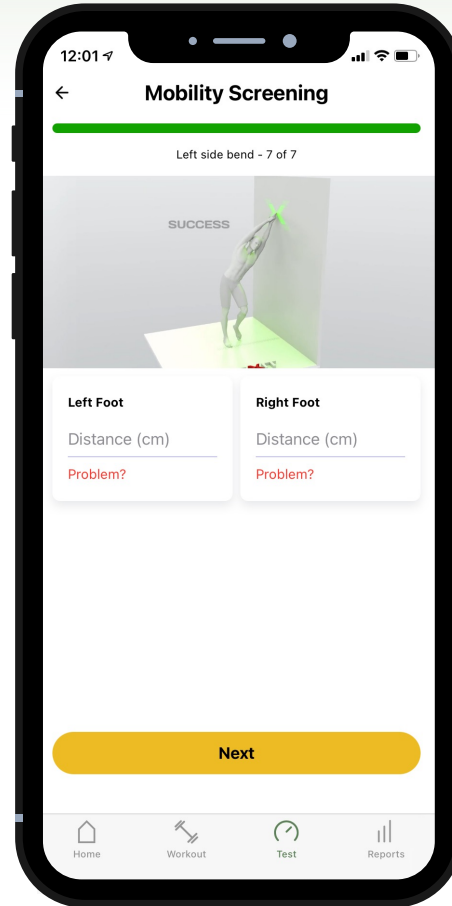 12:01
Mobility Screening
Left side bend - 7 of 7
SUCCESS
Left Foot
Right Foot
Distance (cm)
Distance (cm)
Problem?
Problem?
Next
Home
Workout
Test
Reports